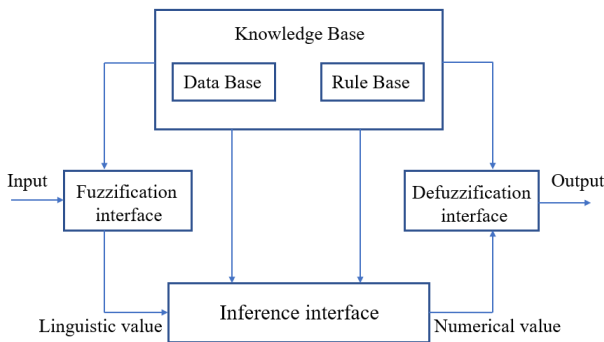 Knowledge Base
Data Base
Rule Base
Input
Fuzzification
interface
Defuzzification
interface
Output
Inference interface
Linguistic value
Numerical value